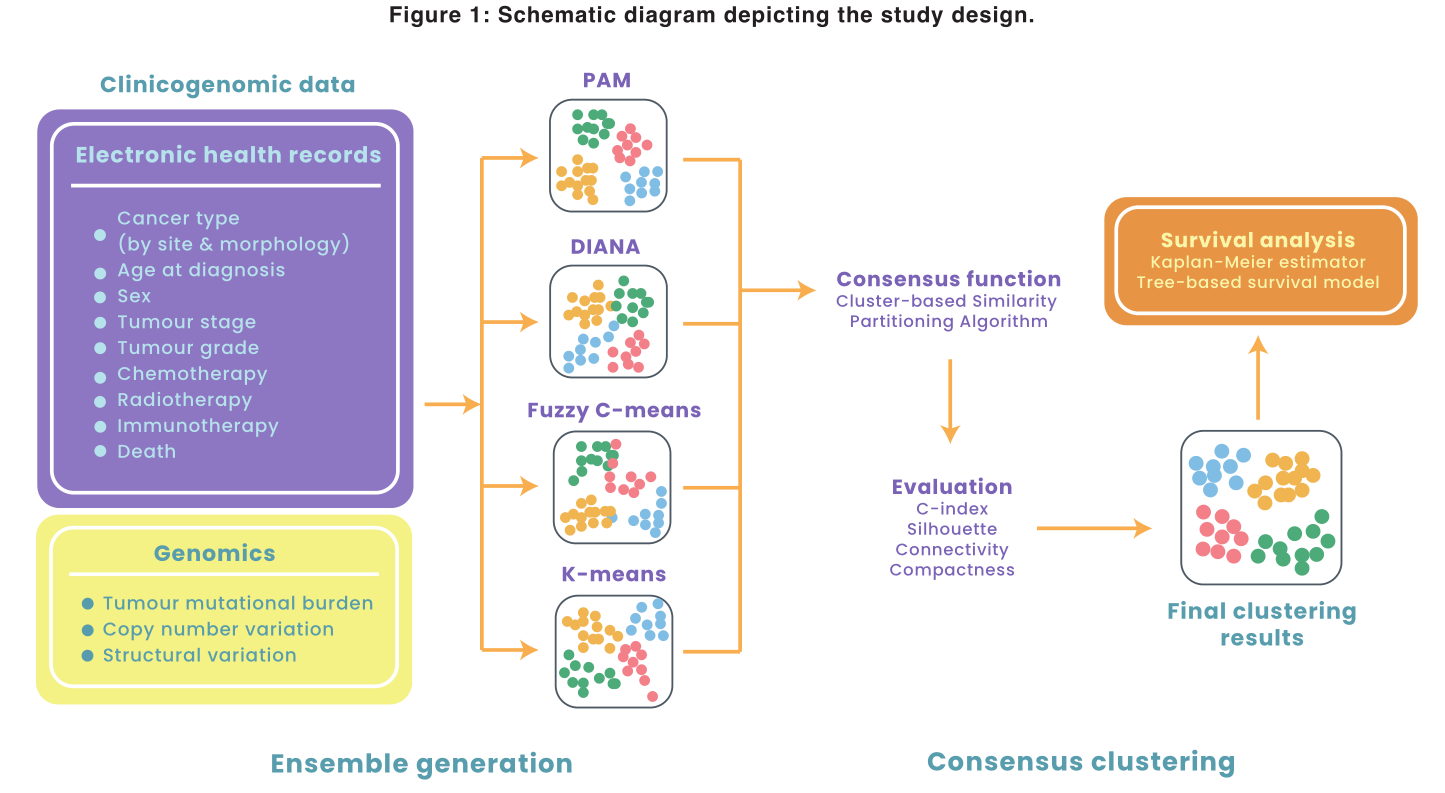 Figure 1: Schematic diagram depicting the study design.
Clinicogenomic data
Electronic health records
Cancer type
(by site & morphology)
Age at diagnosis
Sex
Tumour stage
Tumour grade
Chemotherapy
Radiotherapy
Immunotherapy
Death
Genomics
Tumour mutational burden
Copy number variation
Structural variation
PAM
DIANA
Fuzzy C-means
K-means
Consensus function
Cluster-based Similarity
Partitioning Algorithm
Evaluation
C-index
Silhouette
Connectivity
Compactness
Survival analysis
Kaplan-Meier estimator
Tree-based survival model
Final clustering
results
Ensemble generation
Consensus clustering